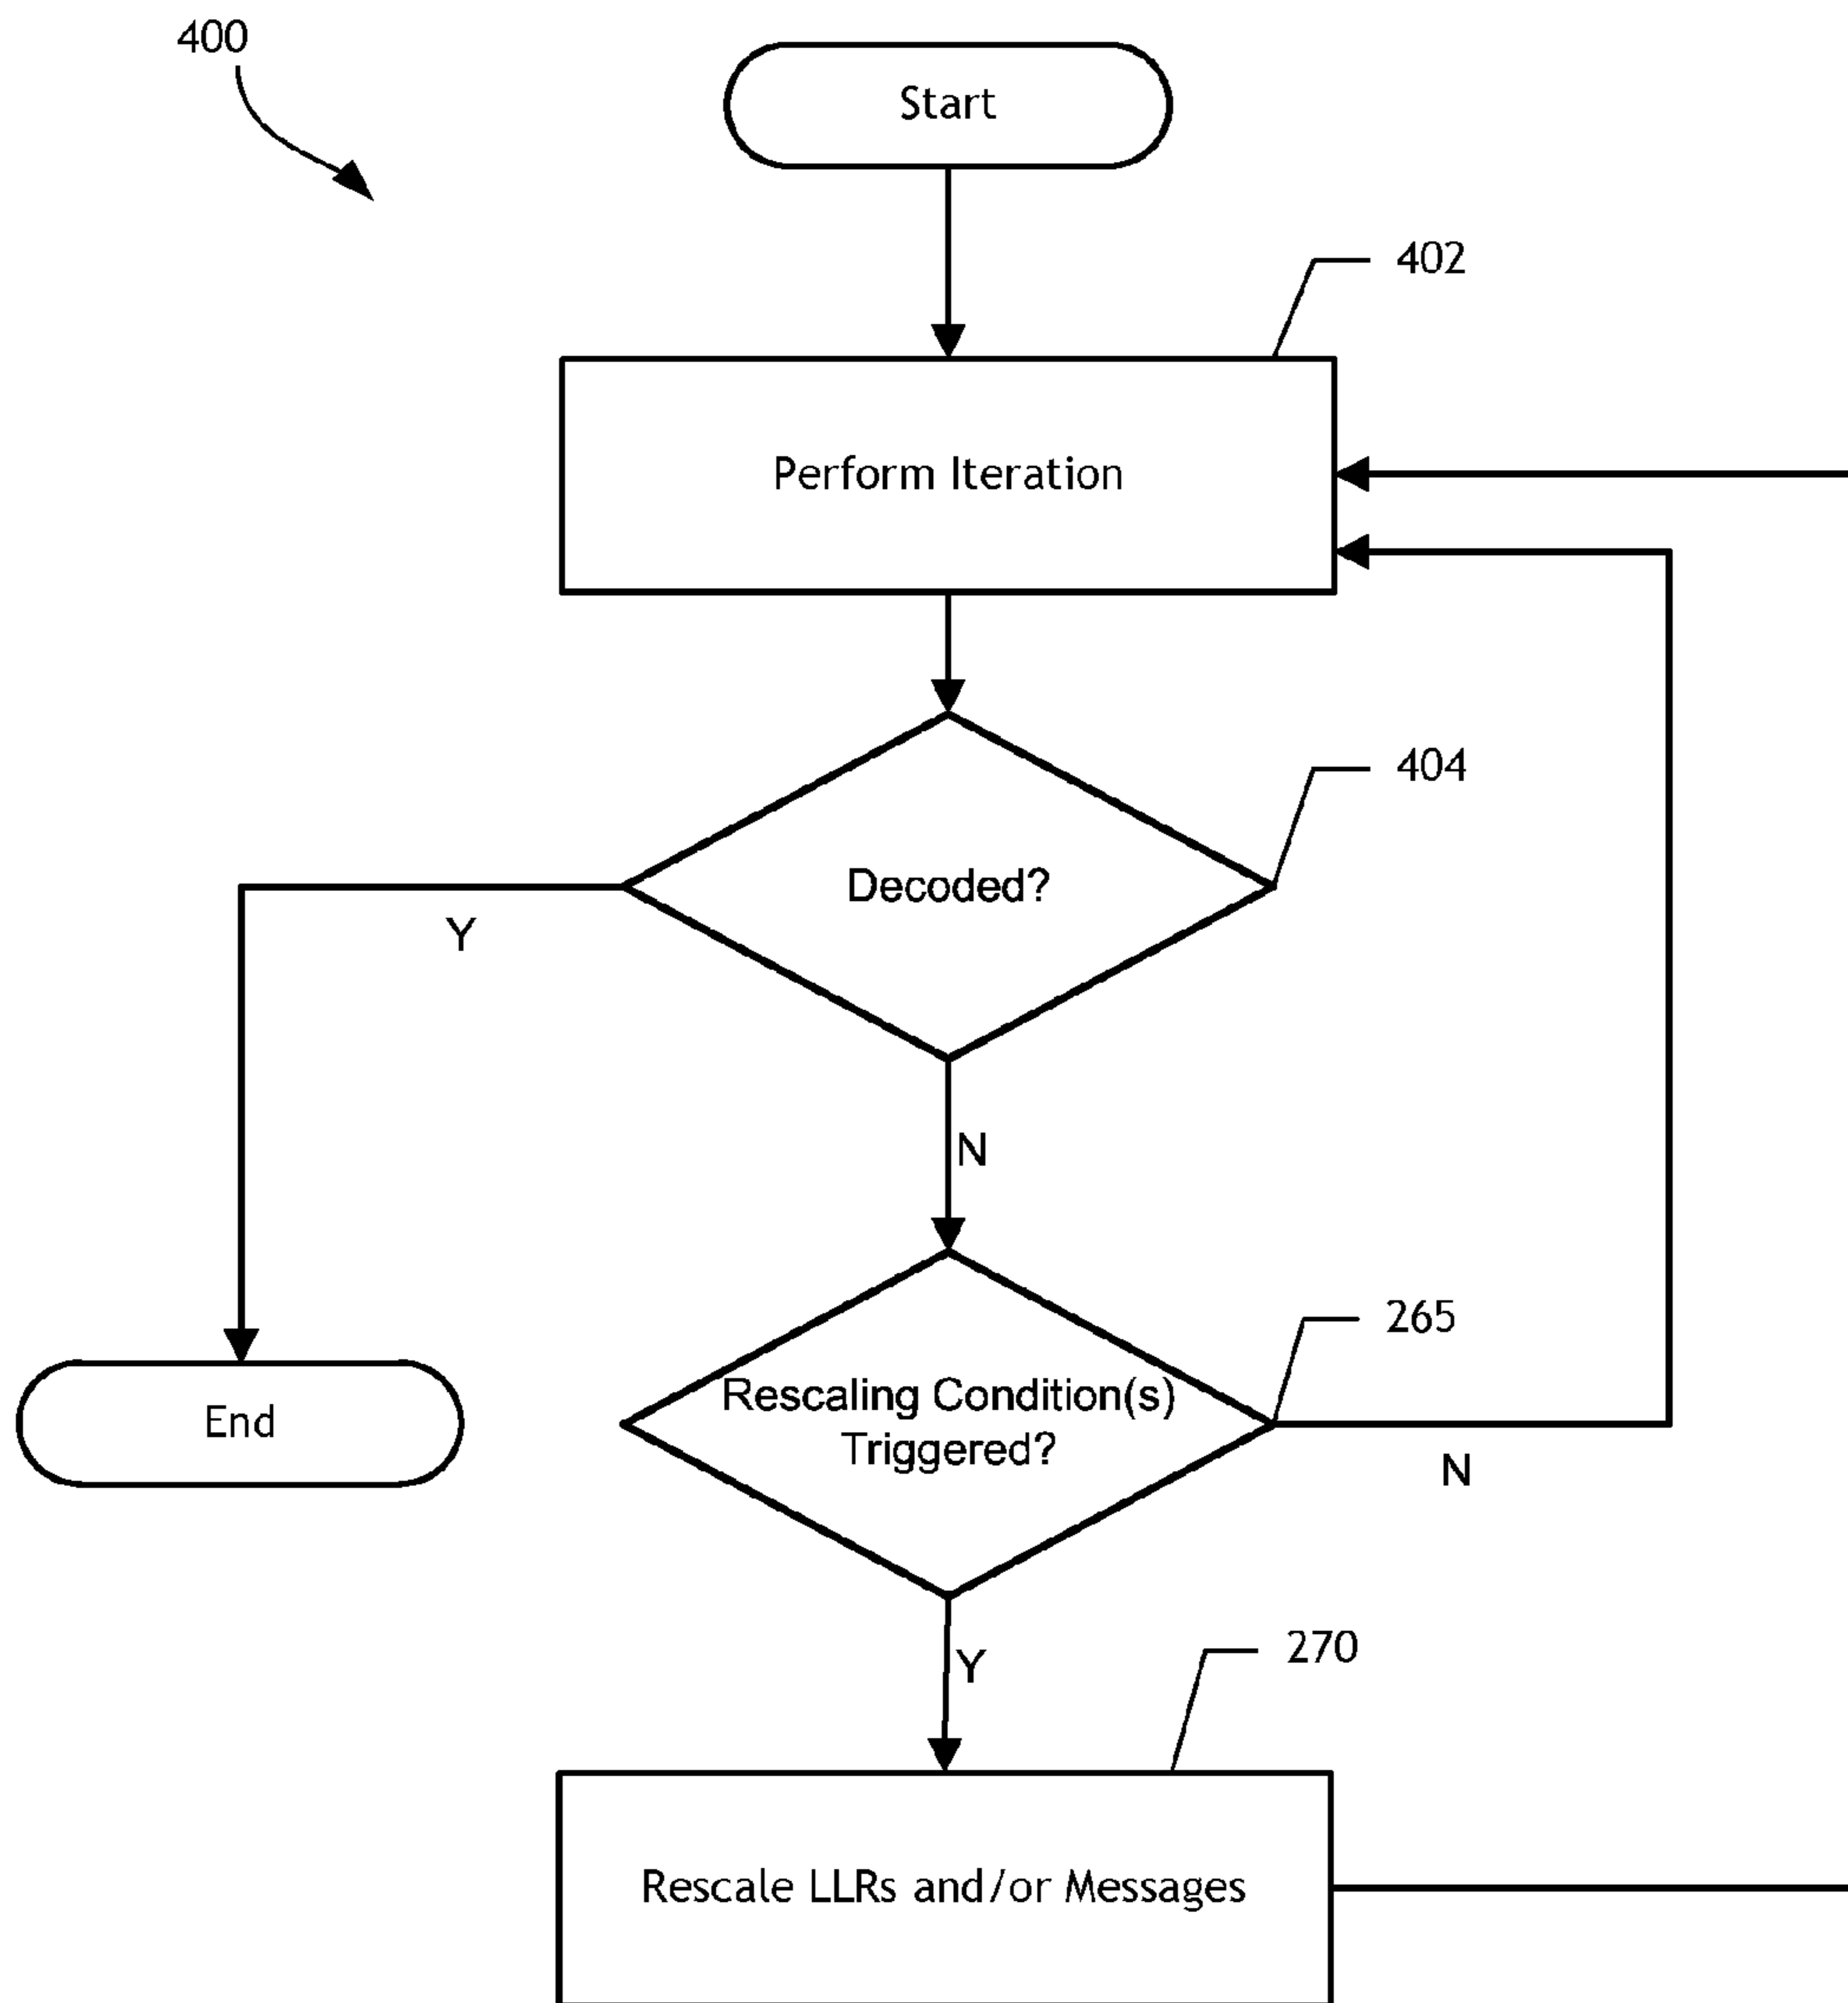 400
Start
402
Perform Iteration
404
Decoded?
Y
N
265
Rescaling Condition(s)
Triggered?
End
N
Y
270
Rescale LLRs and/or Messages